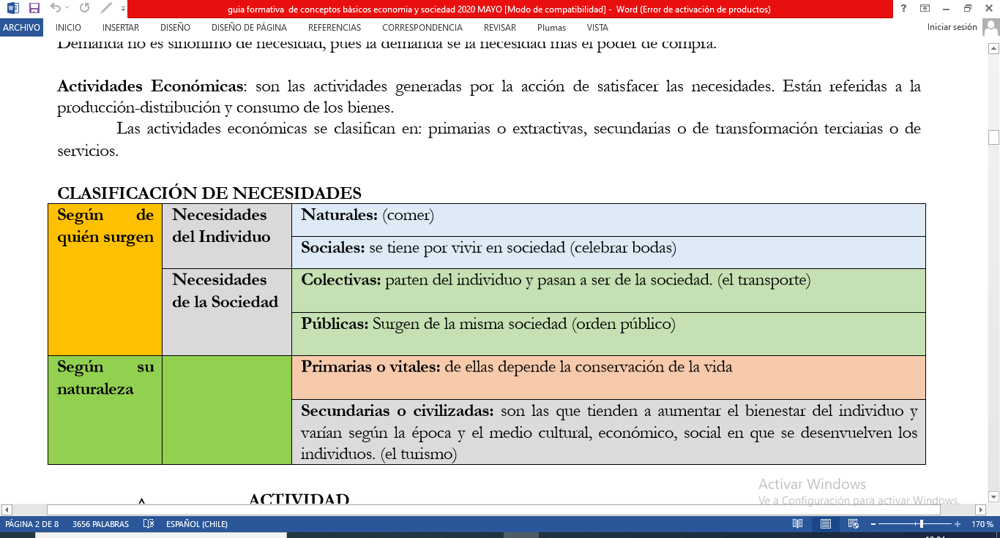 guia formativa de conceptos bàsicos economia y sociedad 2020 MAYO [Modo de compatibilidad] - Word (Error de activación de productos)
ARCHIVO INICIO INSERTAR DISEÑO DISEÑO DE PÁGINA REFERENCIAS CORRESPONDENCIA REVISAR Plumas VISTA Iniciar sesión
Demanda no es sinónimo de necesidad, pues la demanda se la necesidad más el poder de compra.
Actividades Económicas: son las actividades generadas por la acción de satisfacer las necesidades. Están referidas a la
producción-distribución y consumo de los bienes.
Las actividades económicas se clasifican en: primarias o extractivas, secundarias o de transformación terciarias o de
servicios.
CLASIFICACIÓN DE NECESIDADES
Según de
quién surgen
Necesidades
del Individuo
Naturales: (comer)
Sociales: se tiene por vivir en sociedad (celebrar bodas)
Necesidades
de la Sociedad
Colectivas: parten del individuo y pasan a ser de la sociedad. (el transporte)
Públicas: Surgen de la misma sociedad (orden público)
Según su
naturaleza
Primarias o vitales: de ellas depende la conservación de la vida
Secundarias o civilizadas: son las que tienden a aumentar el bienestar del individuo y
varían según la época y el medio cultural, económico, social en que se desenvuelven los
individuos. (el turismo)
ACTIVIDAD
Activar Windows
Ve a Configuración para activar Windows.
PÁGINA 2 DE 8 3656 PALABRAS ESPAÑOL (CHILE) 170 %